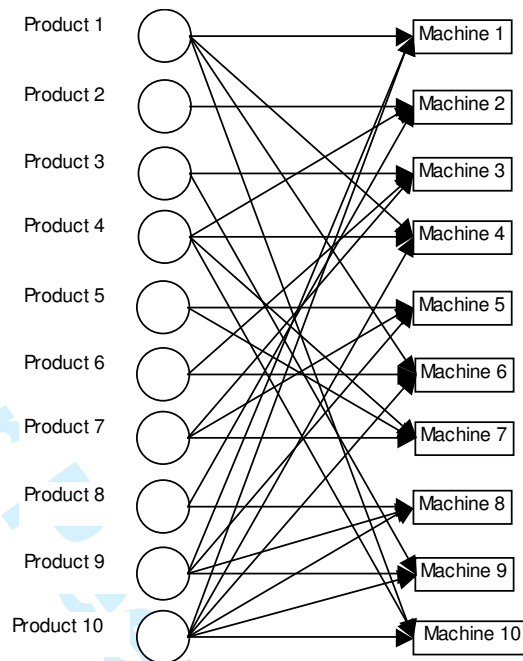 Product 1
Machine 1
Product 2
Machine 2
Product 3
Machine 3
Product 4
Machine 4
Product 5
Machine 5
Product 6
Machine 6
Product 7
Machine 7
Product 8
Machine 8
Product 9
Machine 9
Product 10
Machine 10